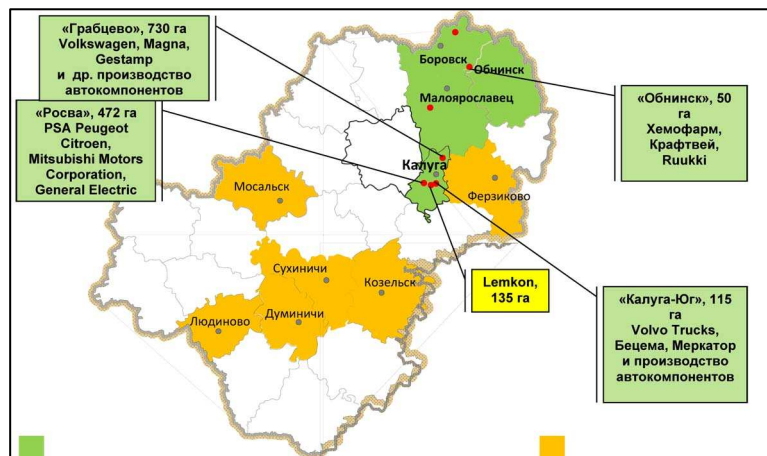 «Грабцево», 730 га
Volkswagen, Magna,
Gestamp
и др. производство
автокомпонентов
«Росва», 472 га
PSA Peugeot
Citroen,
Mitsubishi Motors
Corporation,
General Electric
Боровск
Обнинск
Малоярославец
«Обнинск», 50
га
Хемофарм,
Крафтвей,
Ruukki
Калуга
Мосальск
Ферзиково
Сухиничи
Козельск
Lemkon,
135 га
Людиново
Думиничи
«Калуга-Юг», 115
га
Volvo Trucks,
Бецема, Меркатор
и производство
автокомпонентов